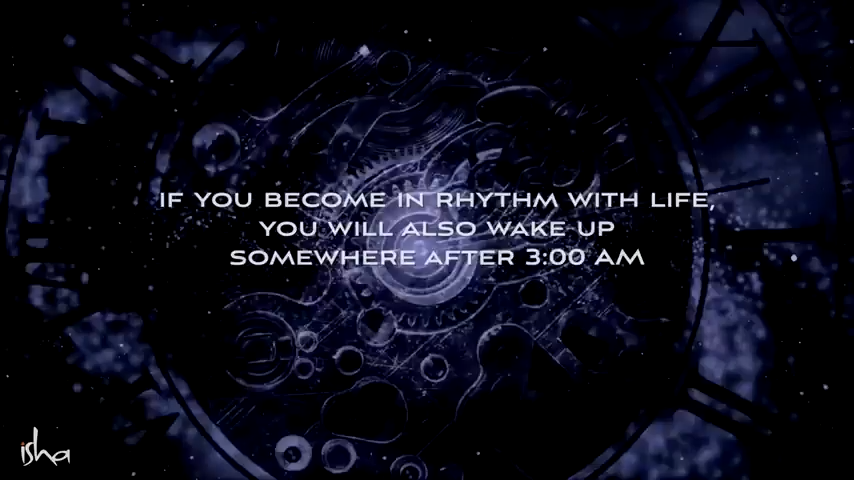 IF YOU BECOME IN RHYTHM WITH LIFE,
YOU WILL ALSO WAKE UP
SOMEWHERE AFTER 3:00 AM
isha